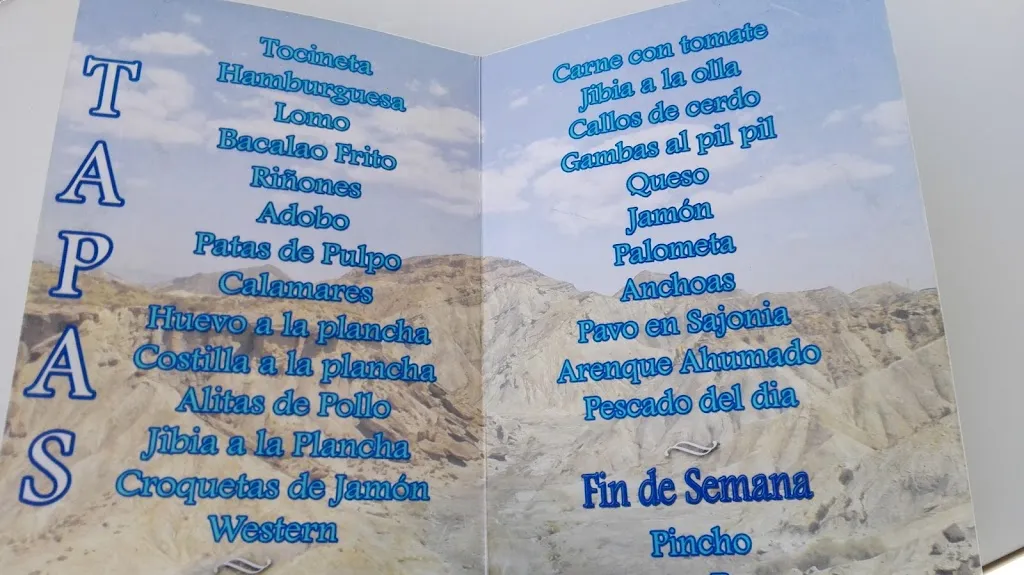 TAPAS
Tocineta
Hamburguesa
Lomo
Bacalao Frito
Riñones
Adobo
Patas de Pulpo
Calamares
Huevo a la plancha
Costilla a la plancha
Alitas de Pollo
Jibia a la Plancha
Croquetas de Jamón
Western
Carne con tomate
Jibia a la olla
Callos de cerdo
Gambas al pil pil
Queso
Jamón
Palometa
Anchoas
Pavo en Sajonia
Arenque Ahumado
Pescado del dia
Fin de Semana
Pincho